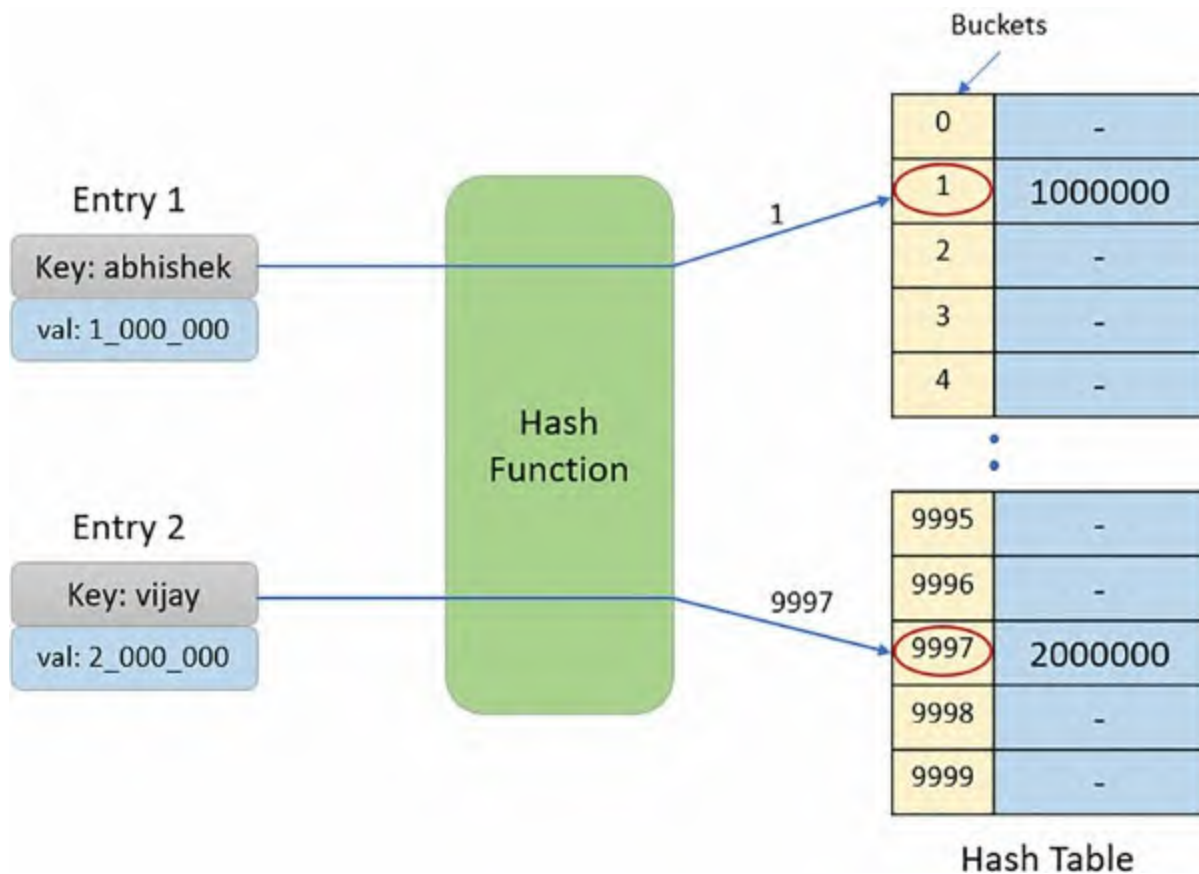 Buckets
Entry 1
Key: abhishek
val: 1_000_000
Entry 2
Key: vijay
val: 2_000_000
Hash
Function
1
9997
0 -
1 1000000
2 -
3 -
4 -
9995 -
9996 -
9997 2000000
9998 -
9999 -
Hash Table